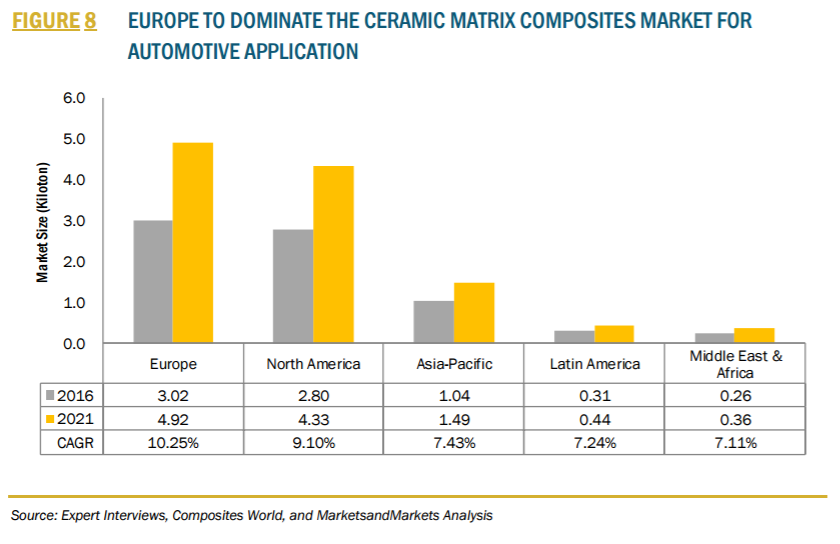 FIGURE 8 EUROPE TO DOMINATE THE CERAMIC MATRIX COMPOSITES MARKET FOR
AUTOMOTIVE APPLICATION
Market Size (Kiloton)
6.0
5.0
4.0
3.0
2.0
1.0
0.0
Europe North America Asia-Pacific Latin America Middle East &
Africa
2016 3.02 2.80 1.04 0.31 0.26
2021 4.92 4.33 1.49 0.44 0.36
CAGR 10.25% 9.10% 7.43% 7.24% 7.11%
Source: Expert Interviews, Composites World, and MarketsandMarkets Analysis